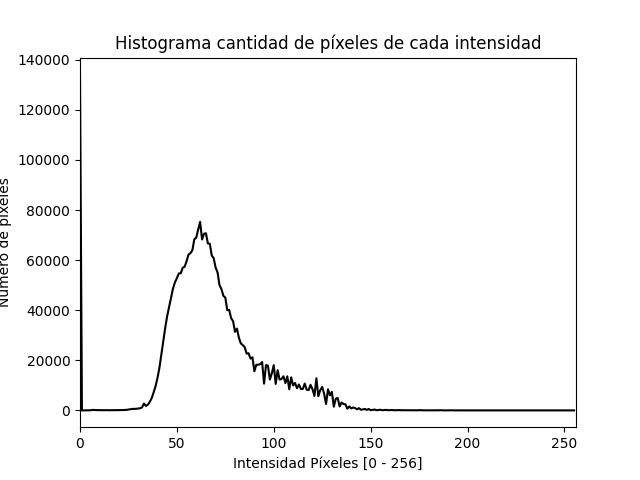 Histograma cantidad de píxeles de cada intensidad
140000
120000
100000
80000
60000
40000
20000
0
Número de píxeles
0 50 100 150 200 250
Intensidad Píxeles [0 - 256]